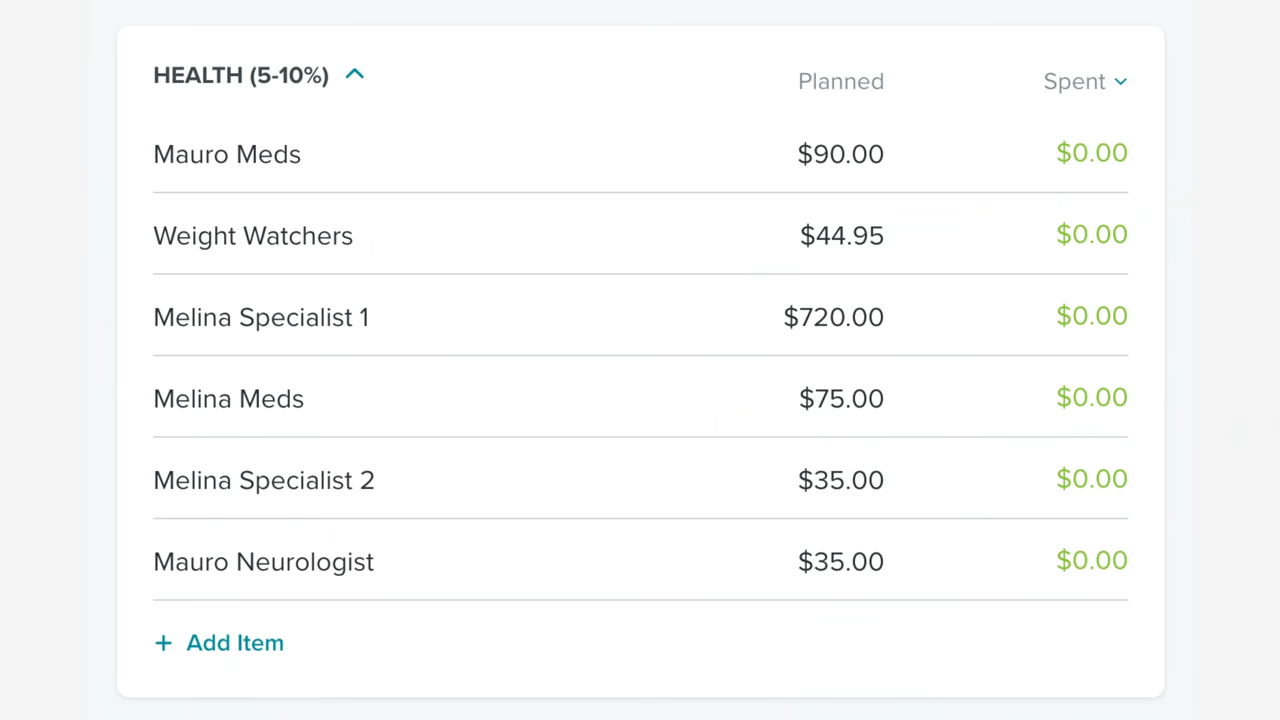 HEALTH (5-10%) Planned Spent
Mauro Meds $90.00 $0.00
Weight Watchers $44.95 $0.00
Melina Specialist 1 $720.00 $0.00
Melina Meds $75.00 $0.00
Melina Specialist 2 $35.00 $0.00
Mauro Neurologist $35.00 $0.00
+ Add Item